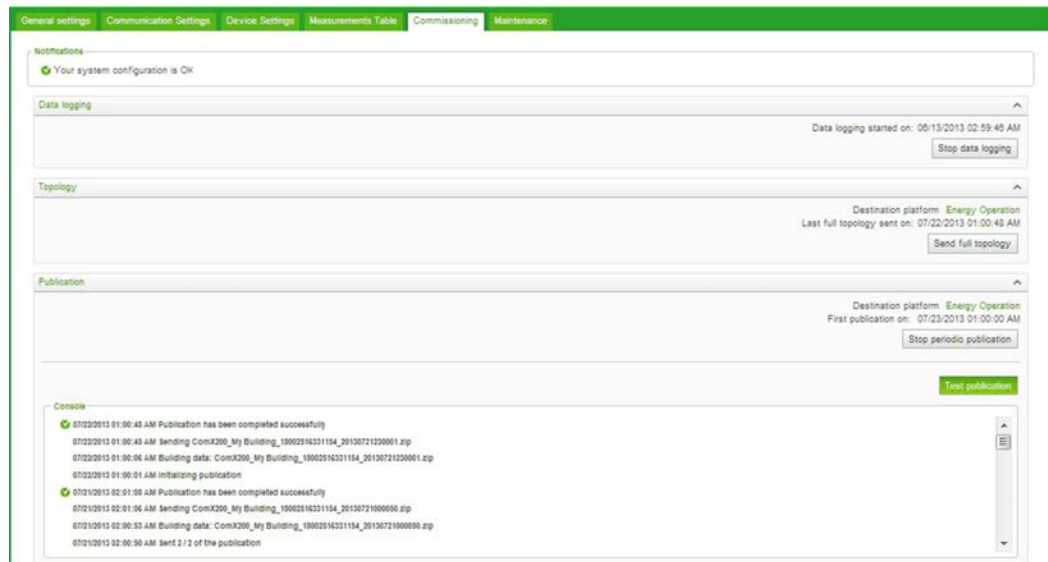 General settings Communication Settings Device Settings Measurements Table Commissioning Maintenance
Notifications
Your system configuration is OK
Data logging
Data logging started on: 06/13/2013 02:59:46 AM
Stop data logging
Topology
Destination platform Energy Operation
Last full topology sent on: 07/22/2013 01:00:48 AM
Send full topology
Publication
Destination platform Energy Operation
First publication on: 07/23/2013 01:00:00 AM
Stop periodic publication
Test publication
Console
07/22/2013 01:00:48 AM Publication has been completed successfully
07/22/2013 01:00:45 AM Sending ComX200_My Building_10002516331154_20130721230001.zip
07/22/2013 01:00:06 AM Building data: ComX200_My Building_10002516331154_20130721230001.zip
07/22/2013 01:00:01 AM Initializing publication
07/21/2013 02:01:08 AM Publication has been completed successfully
07/21/2013 02:01:06 AM Sending ComX200_My Building_10002516331154_20130721000050.zip
07/21/2013 02:00:53 AM Building data: ComX200_My Building_10002516331154_20130721000050.zip
07/21/2013 02:00:50 AM Sent 2 / 2 of the publication